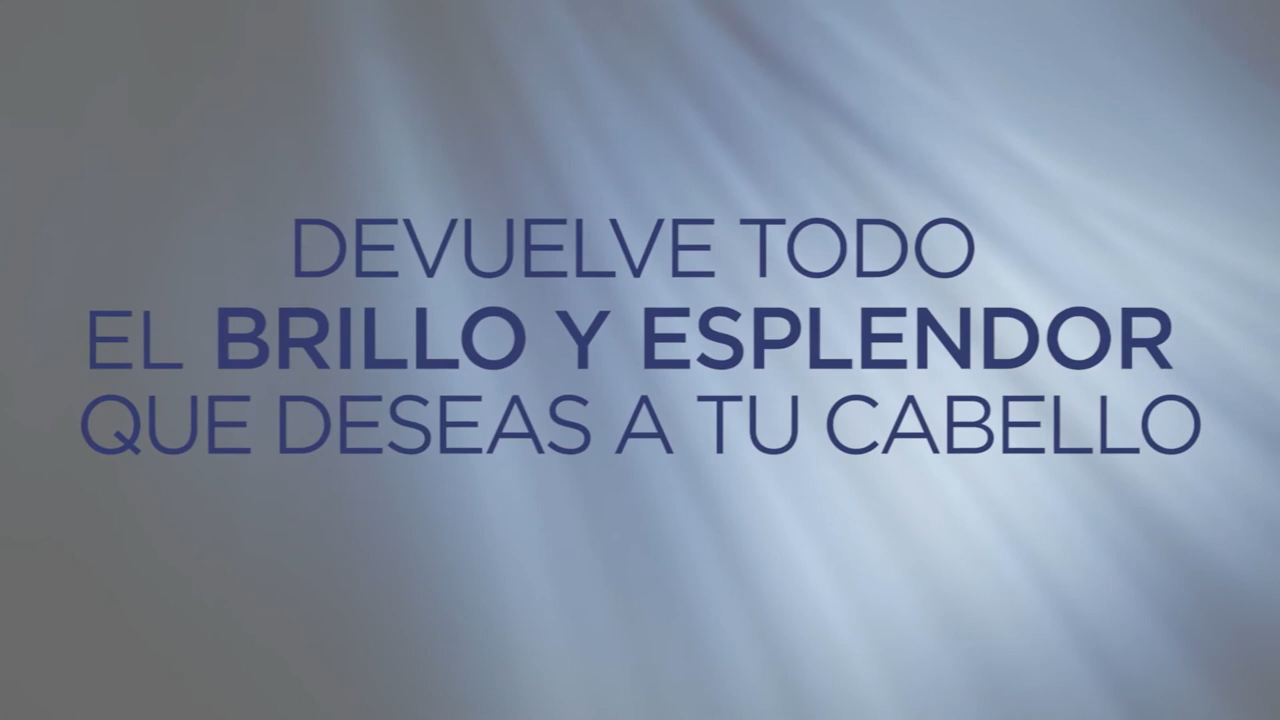 DEVUELVE TODO
EL BRILLO Y ESPLENDOR
QUE DESEAS A TU CABELLO